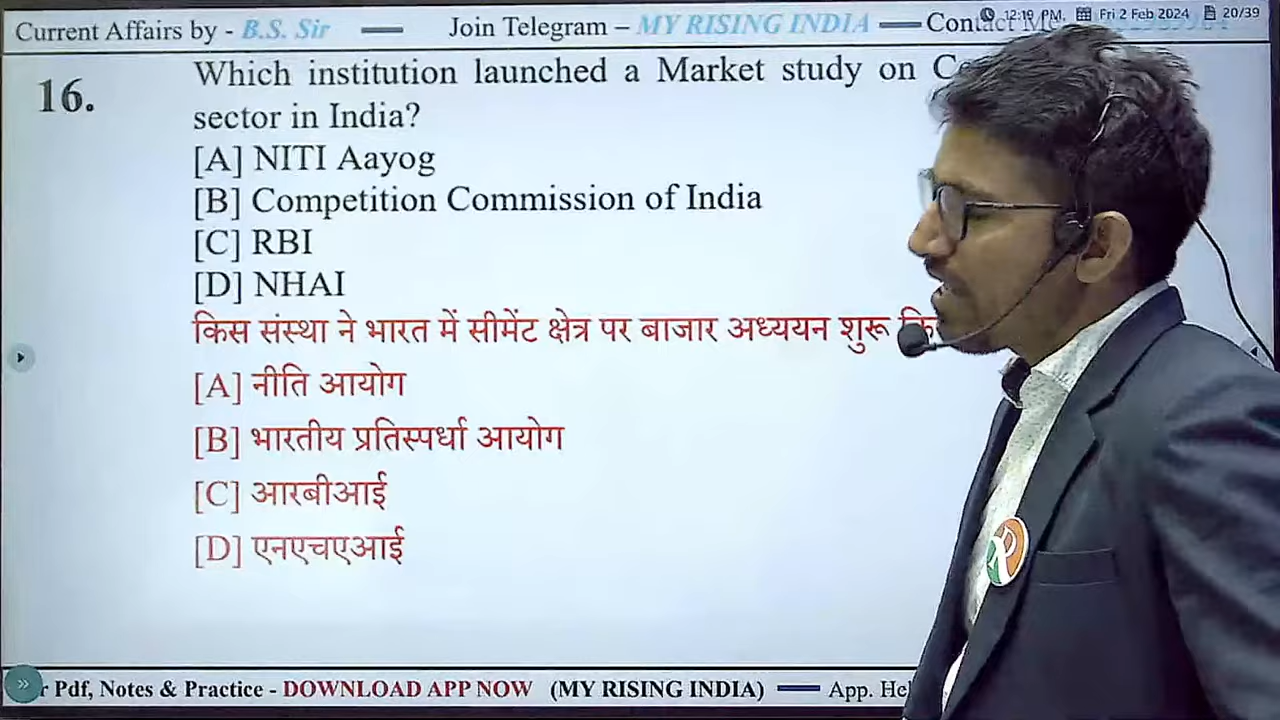 Current Affairs by - B.S. Sir Join Telegram – MY RISING INDIA
12:19 PM, Fri 2 Feb 2024 20/39
16.
Which institution launched a Market study on
sector in India?
[A] NITI Aayog
[B] Competition Commission of India
[C] RBI
[D] NHAI
किस संस्था ने भारत में सीमेंट क्षेत्र पर बाजार अध्ययन शुरू
[A] नीति आयोग
[B] भारतीय प्रतिस्पर्धा आयोग
[C] आरबीआई
[D] एनएचएआई
Pdf, Notes & Practice - DOWNLOAD APP NOW (MY RISING INDIA) App.